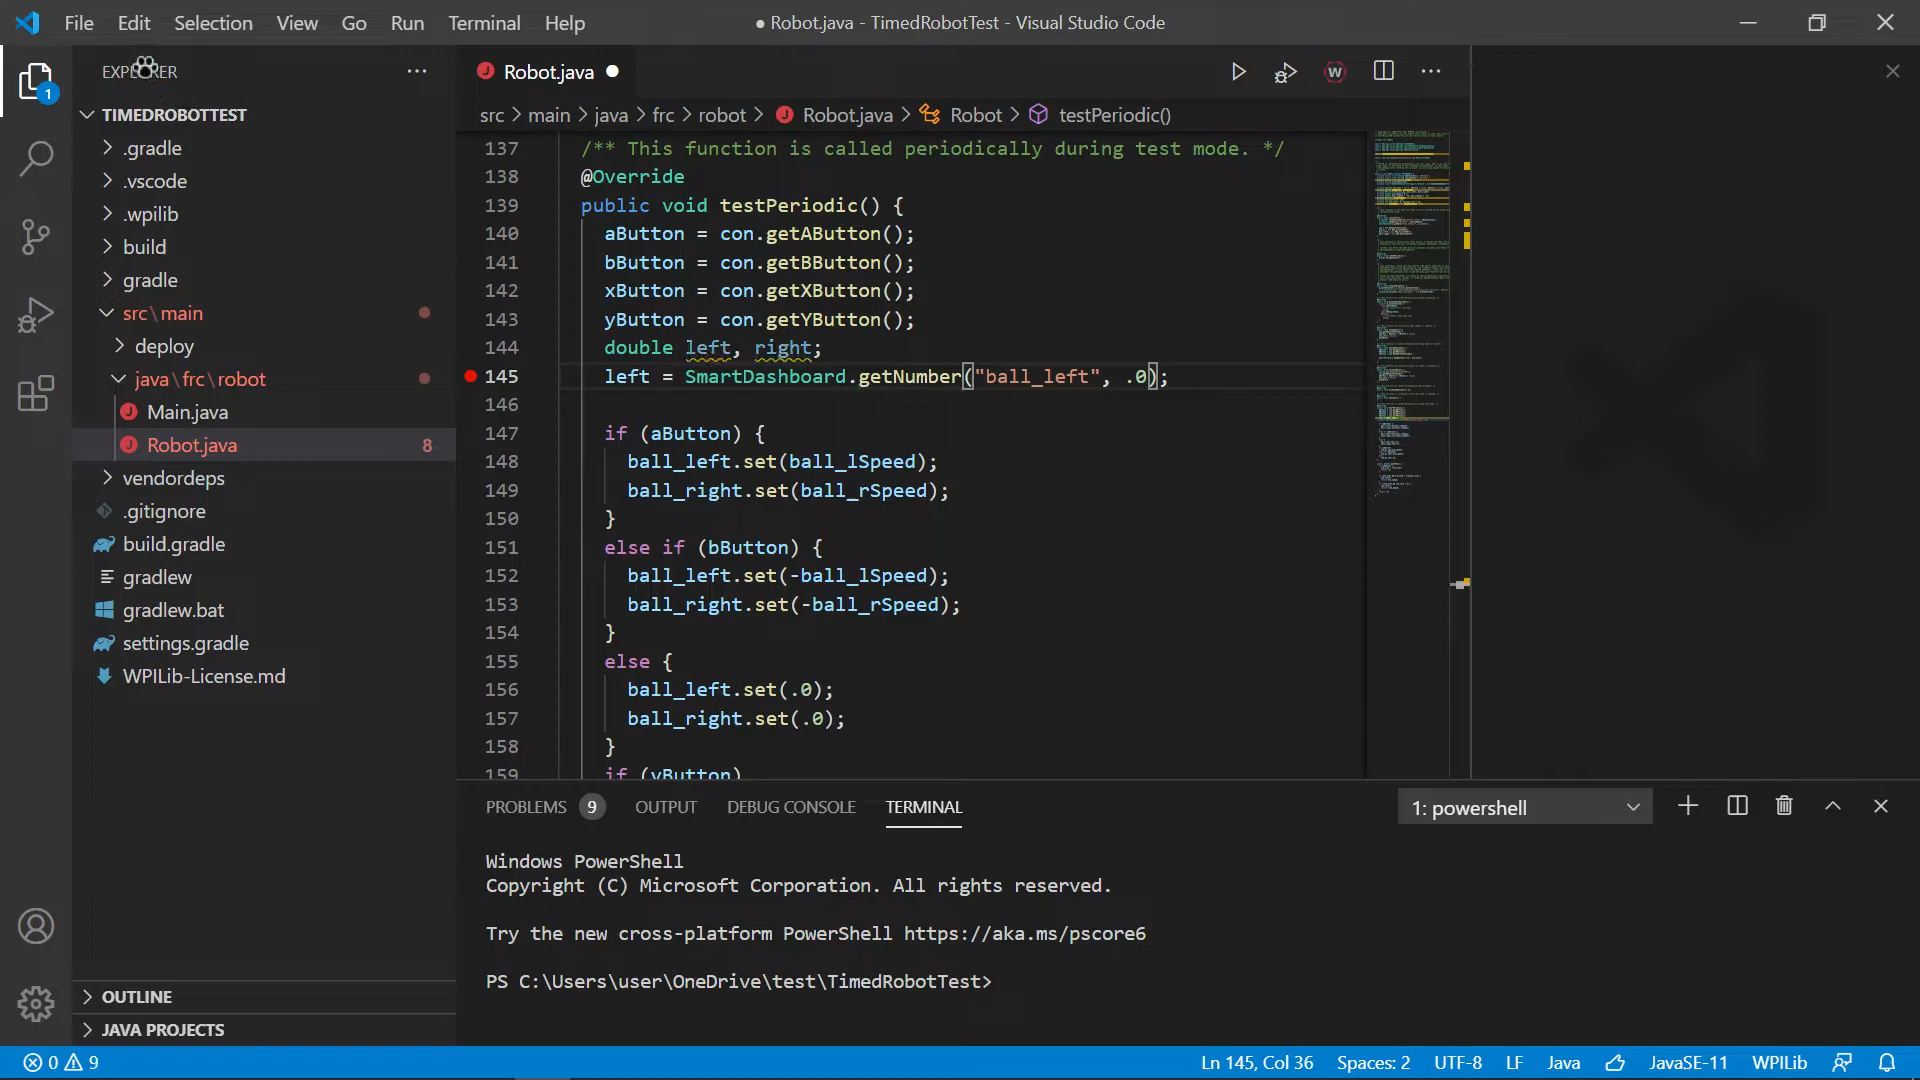 File Edit Selection View Go Run Terminal Help
● Robot.java - TimedRobotTest - Visual Studio Code
EXPLORER
1
TIMEDROBOTTEST
.gradle
.vscode
.wpilib
build
gradle
src\main
deploy
java\frc\robot
Main.java
Robot.java 8
vendordeps
.gitignore
build.gradle
gradlew
gradlew.bat
settings.gradle
WPILib-License.md
OUTLINE
JAVA PROJECTS
Robot.java
src > main > java > frc > robot > Robot.java > Robot > testPeriodic()
137 /** This function is called periodically during test mode. */
138 @Override
139 public void testPeriodic() {
140 aButton = con.getAButton();
141 bButton = con.getBButton();
142 xButton = con.getXButton();
143 yButton = con.getYButton();
144 double left, right;
145 left = SmartDashboard.getNumber("ball_left", .0);
146
147 if (aButton) {
148 ball_left.set(ball_lSpeed);
149 ball_right.set(ball_rSpeed);
150 }
151 else if (bButton) {
152 ball_left.set(-ball_lSpeed);
153 ball_right.set(-ball_rSpeed);
154 }
155 else {
156 ball_left.set(.0);
157 ball_right.set(.0);
158 }
159 if (yButton)
PROBLEMS 9 OUTPUT DEBUG CONSOLE TERMINAL
1: powershell
Windows PowerShell
Copyright (C) Microsoft Corporation. All rights reserved.
Try the new cross-platform PowerShell https://aka.ms/pscore6
PS C:\Users\user\OneDrive\test\TimedRobotTest>
0 9
Ln 145, Col 36 Spaces: 2 UTF-8 LF Java JavaSE-11 WPILib